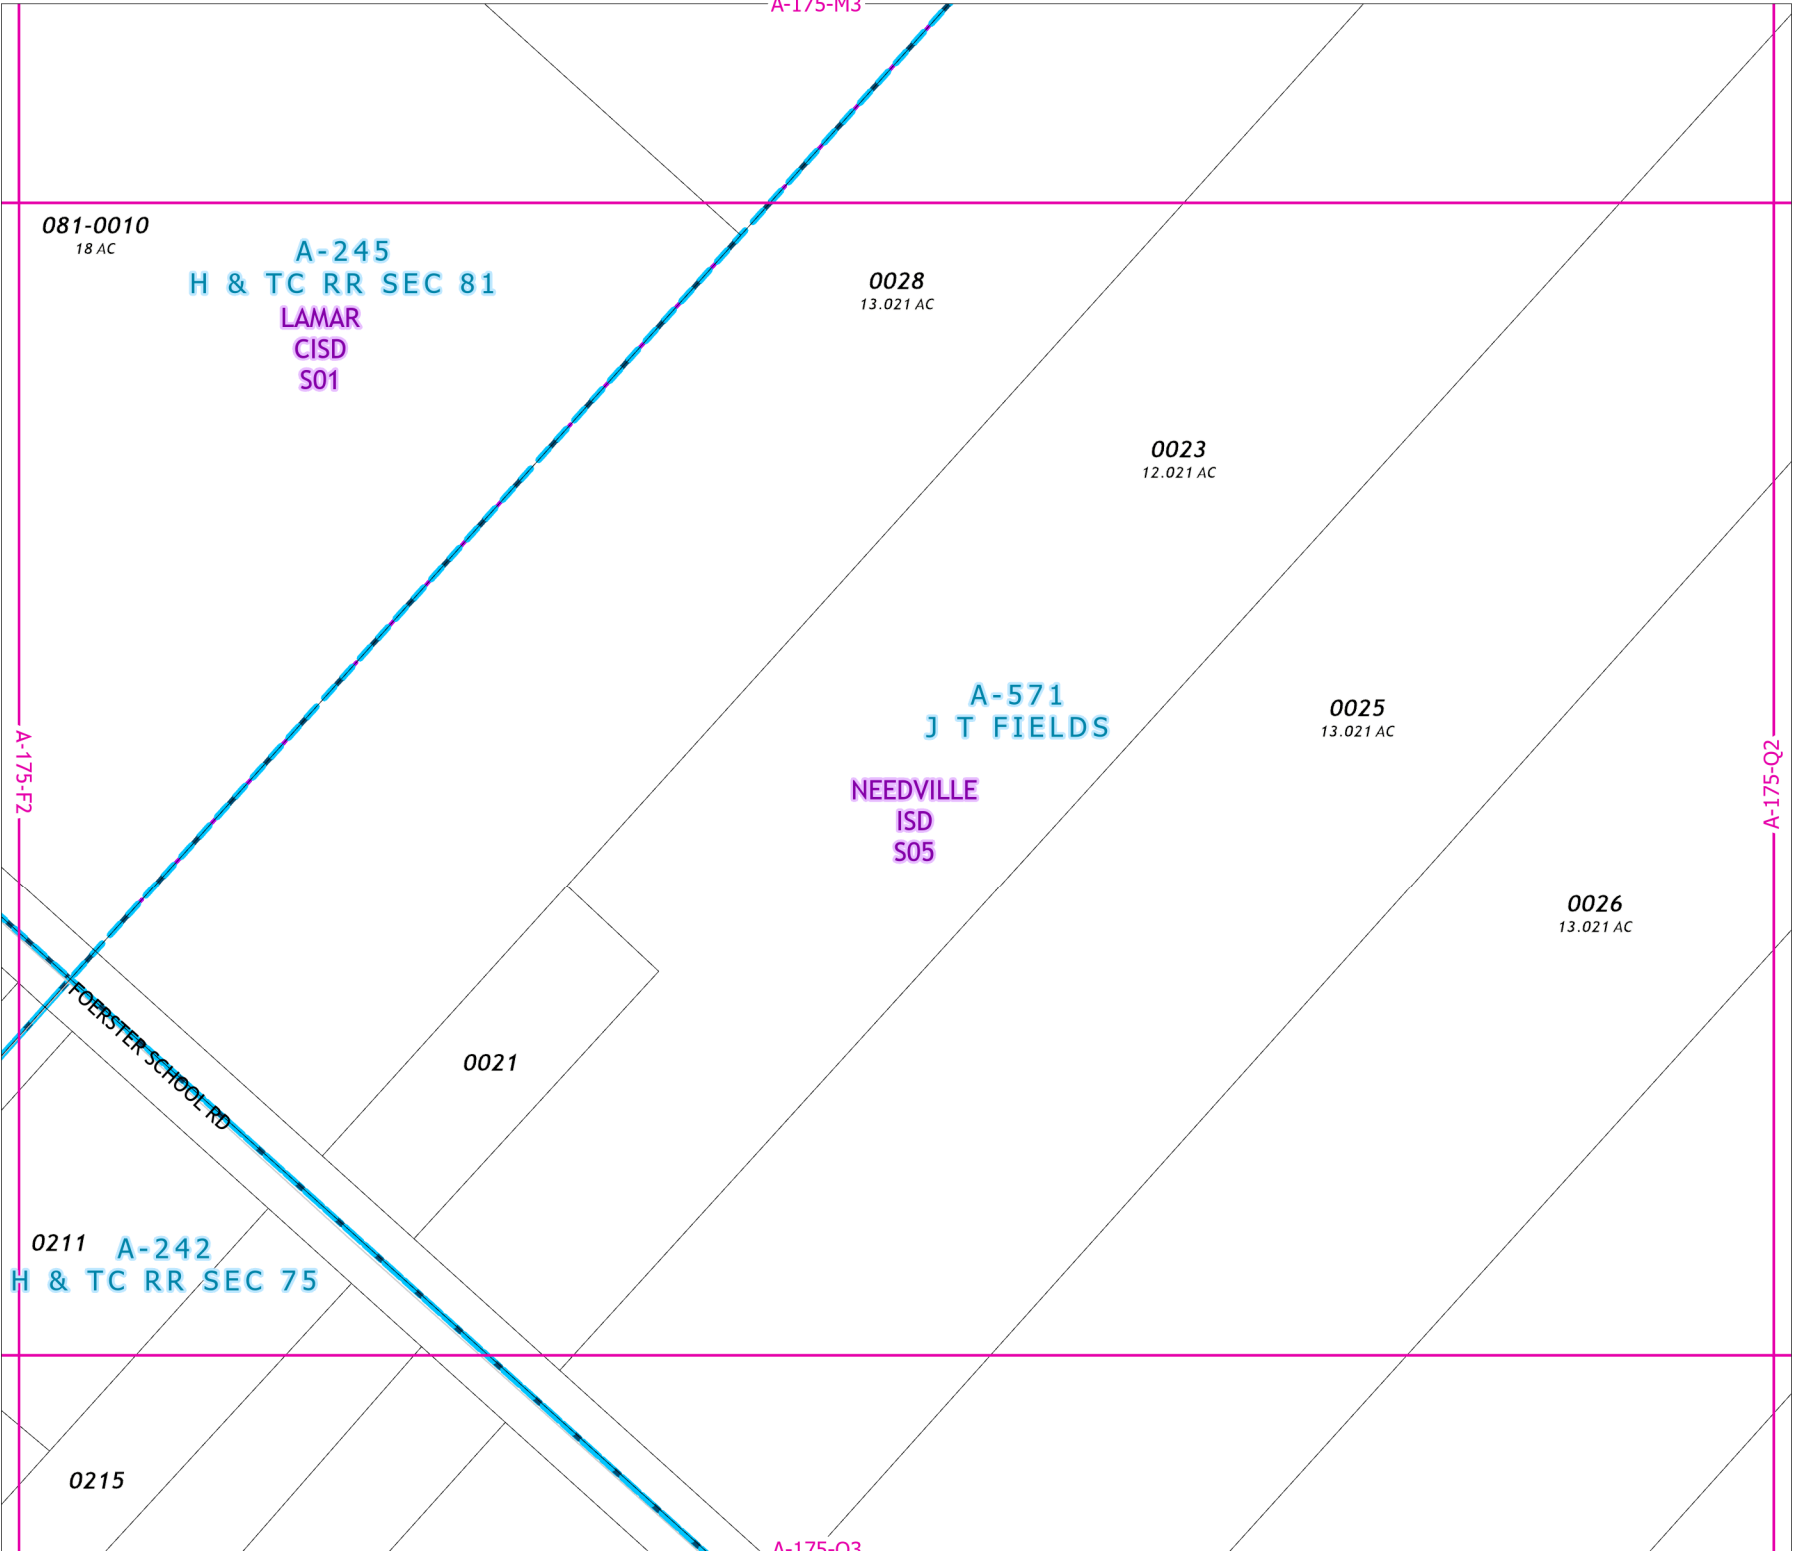 A-175-M3
081-0010
18 AC
A-245
H & TC RR SEC 81
LAMAR
CISD
S01
0028
13.021 AC
0023
12.021 AC
A-571
J T FIELDS
0025
13.021 AC
A-175-F2
A-175-Q2
NEEDVILLE
ISD
S05
0026
13.021 AC
FOERSTER SCHOOL RD
0021
0211
A-242
H & TC RR SEC 75
0215